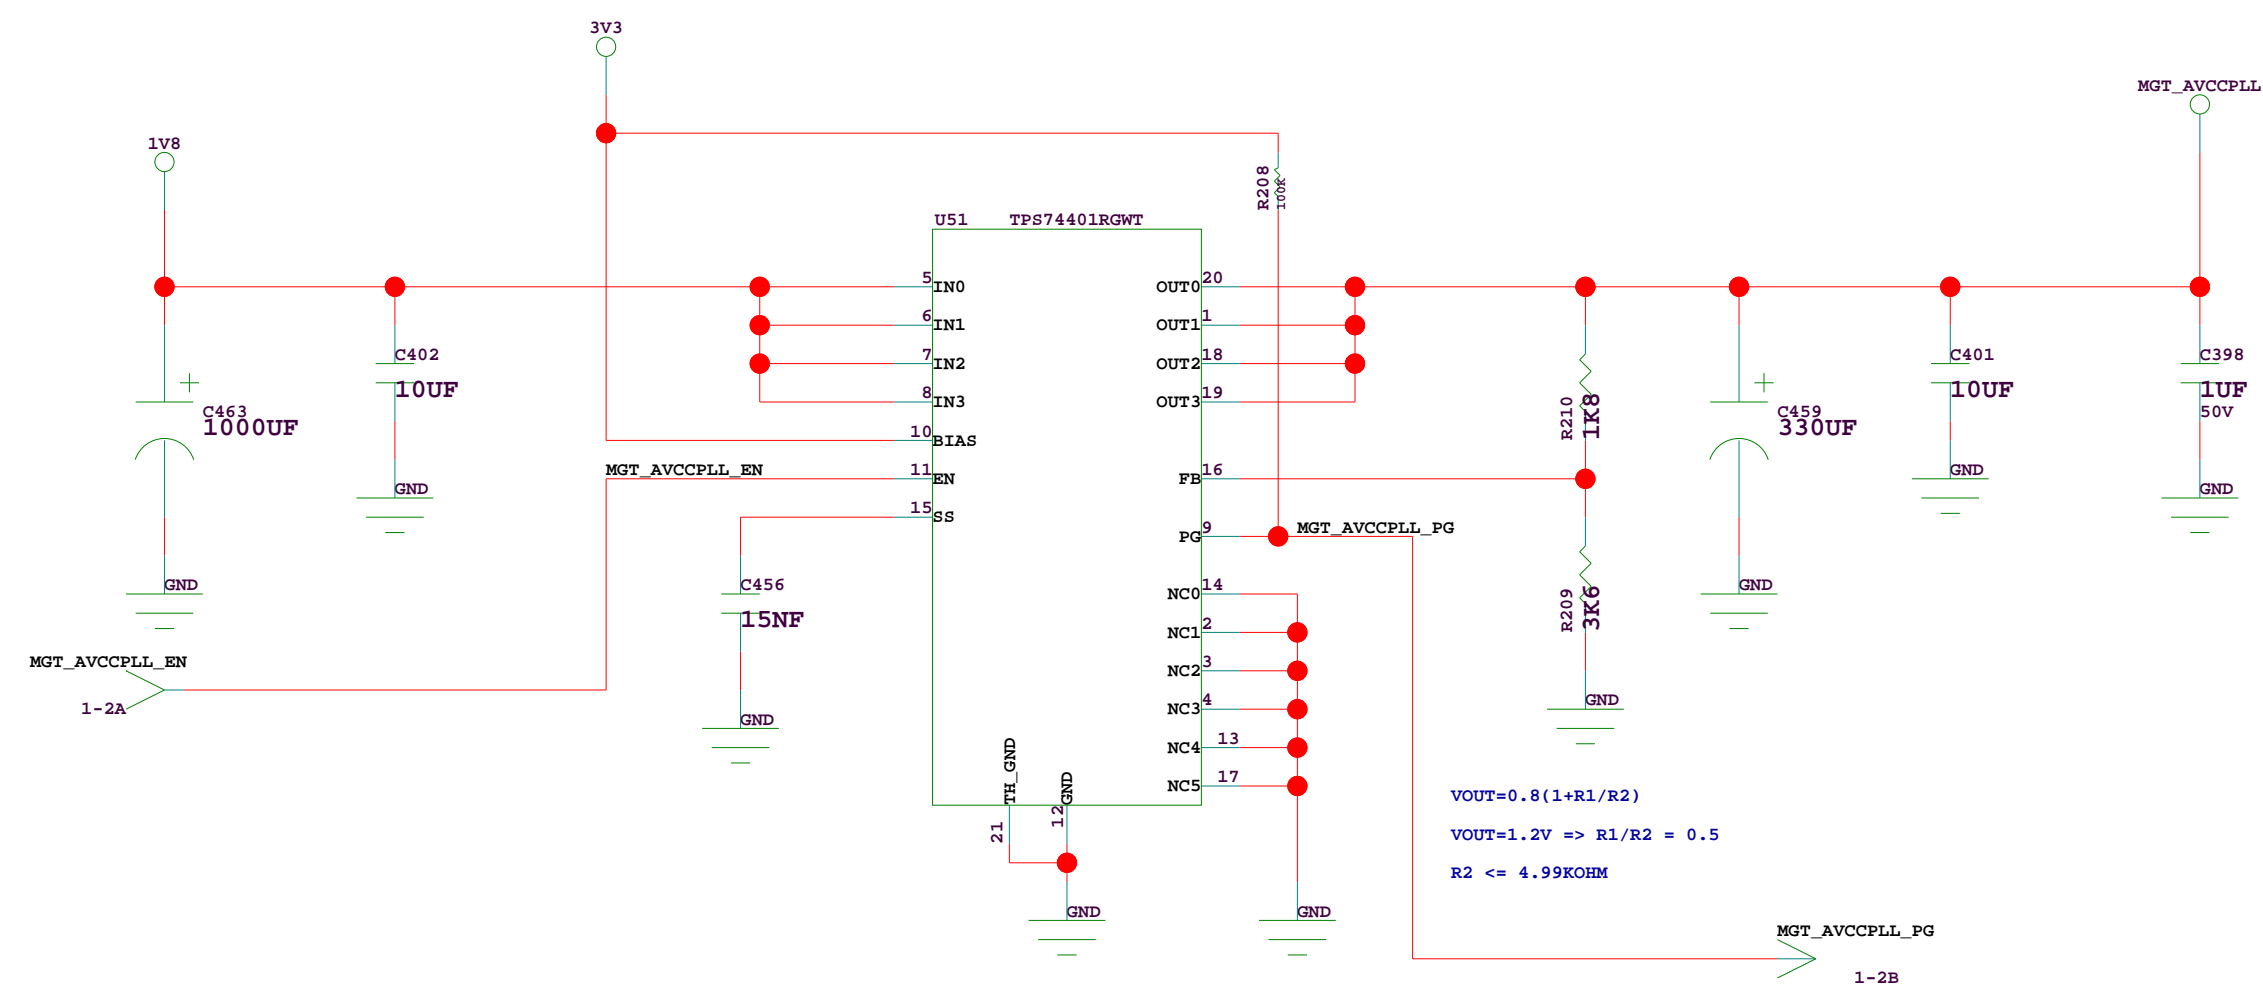 3V3
MGT_AVCCPLL
1V8
R208
100K
U51 TPS74401RGWT
5 IN0
6 IN1
7 IN2
8 IN3
10 BIAS
11 EN
15 SS
OUT0 20
OUT1 1
OUT2 18
OUT3 19
FB 16
PG 9
NC0 14
NC1 2
NC2 3
NC3 4
NC4 13
NC5 17
TH_GND
21
GND
12
C402
10UF
GND
C463
1000UF
GND
MGT_AVCCPLL_EN
C456
15NF
GND
MGT_AVCCPLL_EN
1-2A
MGT_AVCCPLL_PG
R210
1K8
R209
3K6
GND
C459
330UF
GND
C401
10UF
GND
C398
1UF
50V
GND
VOUT=0.8(1+R1/R2)
VOUT=1.2V => R1/R2 = 0.5
R2 <= 4.99KOHM
GND
GND
MGT_AVCCPLL_PG
1-2B